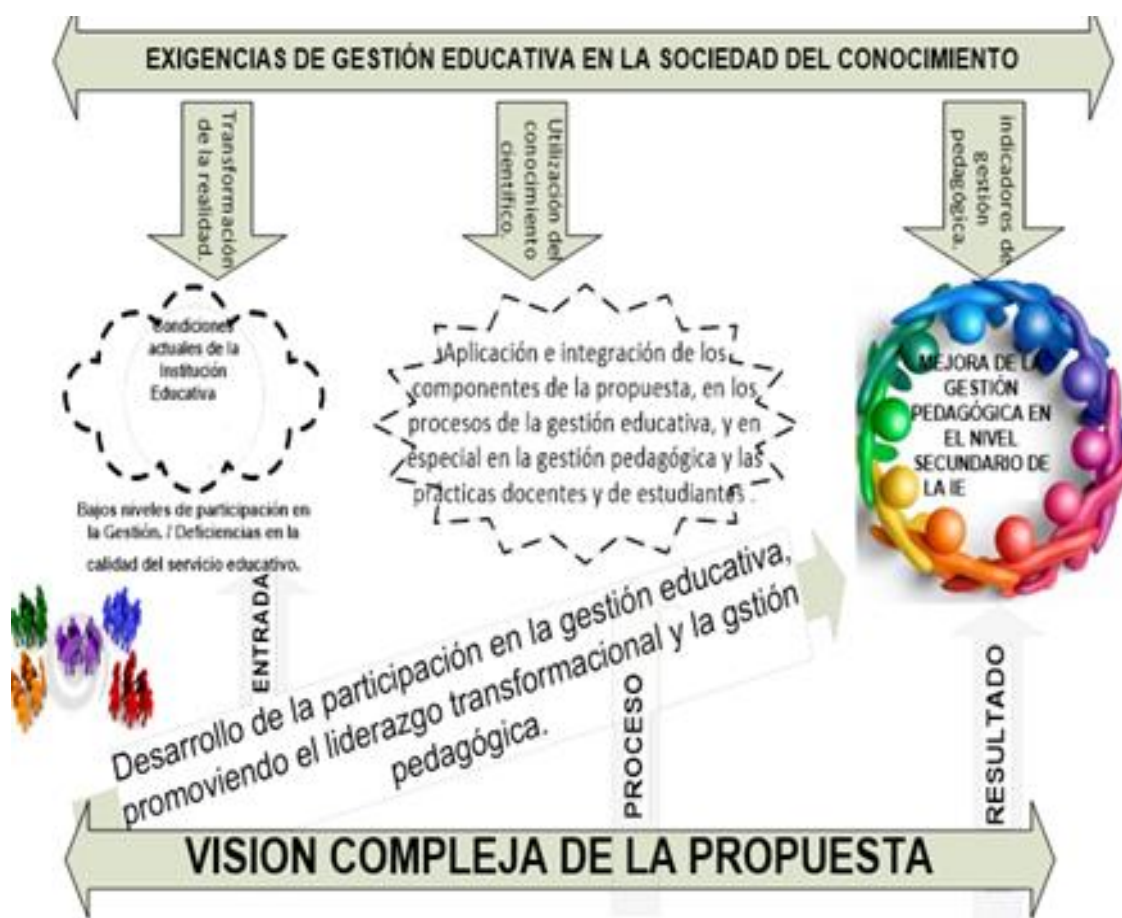 EXIGENCIAS DE GESTIÓN EDUCATIVA EN LA SOCIEDAD DEL CONOCIMIENTO
Transformación
de la realidad.
Utilización del
conocimiento
científico.
indicadores de
gestión
pedagógica.
Condiciones
actuales de la
Institución
Educativa
Aplicación e integración de los
componentes de la propuesta, en los
procesos de la gestión educativa, y en
especial en la gestión pedagógica y las
prácticas docentes y de estudiantes .
MEJORA DE LA
GESTIÓN
PEDAGÓGICA EN
EL NIVEL
SECUNDARIO DE
LA IE
Bajos niveles de participación en
la Gestión. / Deficiencias en la
calidad del servicio educativo.
ENTRADA
Desarrollo de la participación en la gestión educativa,
promoviendo el liderazgo transformacional y la gstión
pedagógica.
PROCESO
RESULTADO
VISION COMPLEJA DE LA PROPUESTA